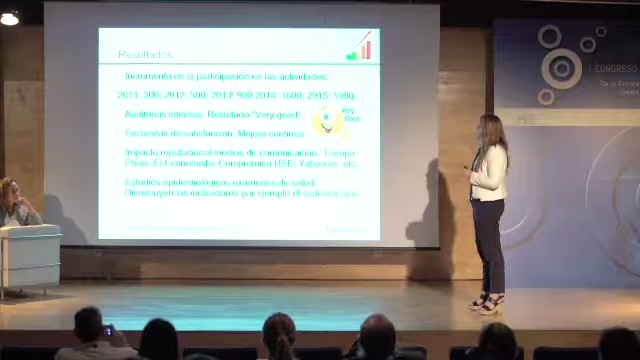 Resultados
Incremento de la participación en las actividades:
2011: 300, 2012: 500, 2013: 900, 2014: 1600, 2015: 1900.
Auditorias internas. Resultado "Very good"
Very Good
Encuestas de satisfacción. Mejora continua
Impacto reputacional medios de comunicación: Europa
Press, El Economista, Compromiso RSE, Yahoo.es, etc.
Estudios epidemiológicos exámenes de salud.
Disminuyen los indicadores por ejemplo el sedentarismo
I CONGRESO